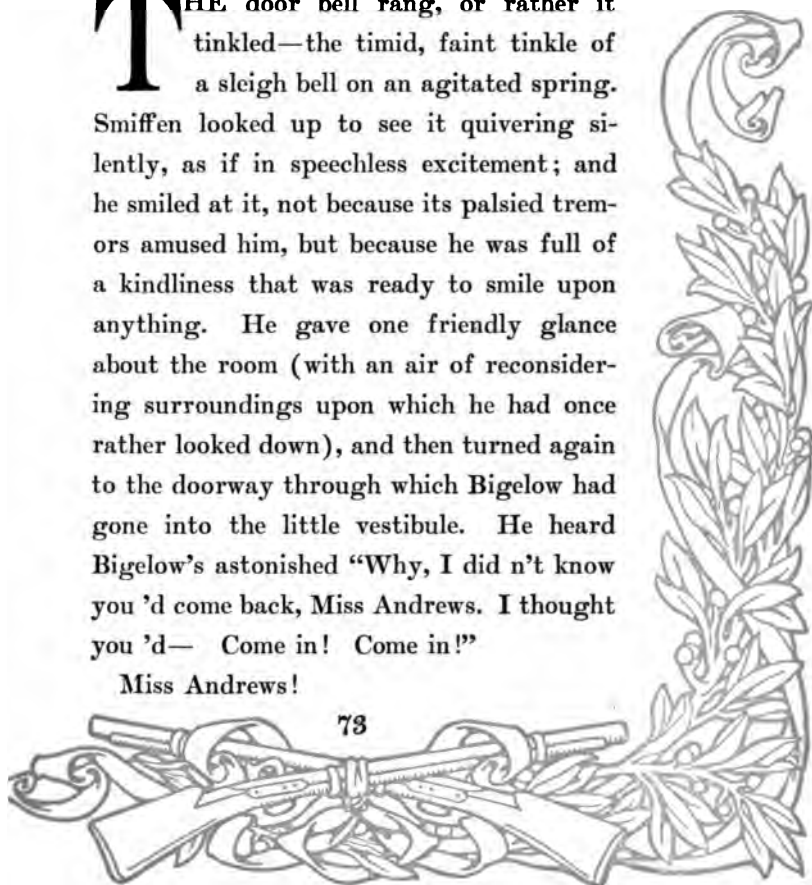 THE door bell rang, or rather it
tinkled—the timid, faint tinkle of
a sleigh bell on an agitated spring.
Smiffen looked up to see it quivering si-
lently, as if in speechless excitement; and
he smiled at it, not because its palsied trem-
ors amused him, but because he was full of
a kindliness that was ready to smile upon
anything. He gave one friendly glance
about the room (with an air of reconsider-
ing surroundings upon which he had once
rather looked down), and then turned again
to the doorway through which Bigelow had
gone into the little vestibule. He heard
Bigelow's astonished “Why, I did n't know
you 'd come back, Miss Andrews. I thought
you 'd— Come in! Come in!”
Miss Andrews!
73